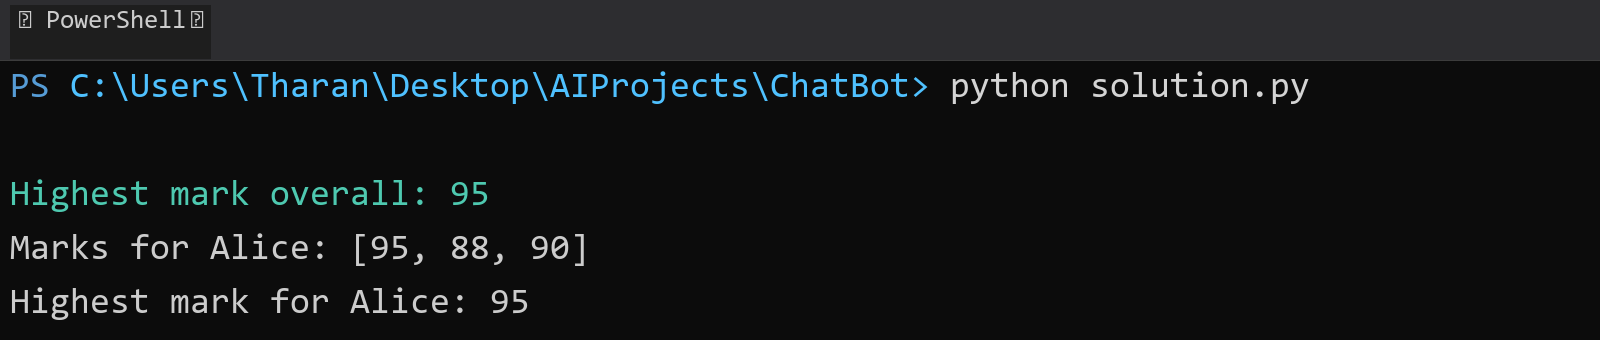 PowerShell
PS C:\Users\Tharan\Desktop\AIProjects\ChatBot> python solution.py
Highest mark overall: 95
Marks for Alice: [95, 88, 90]
Highest mark for Alice: 95